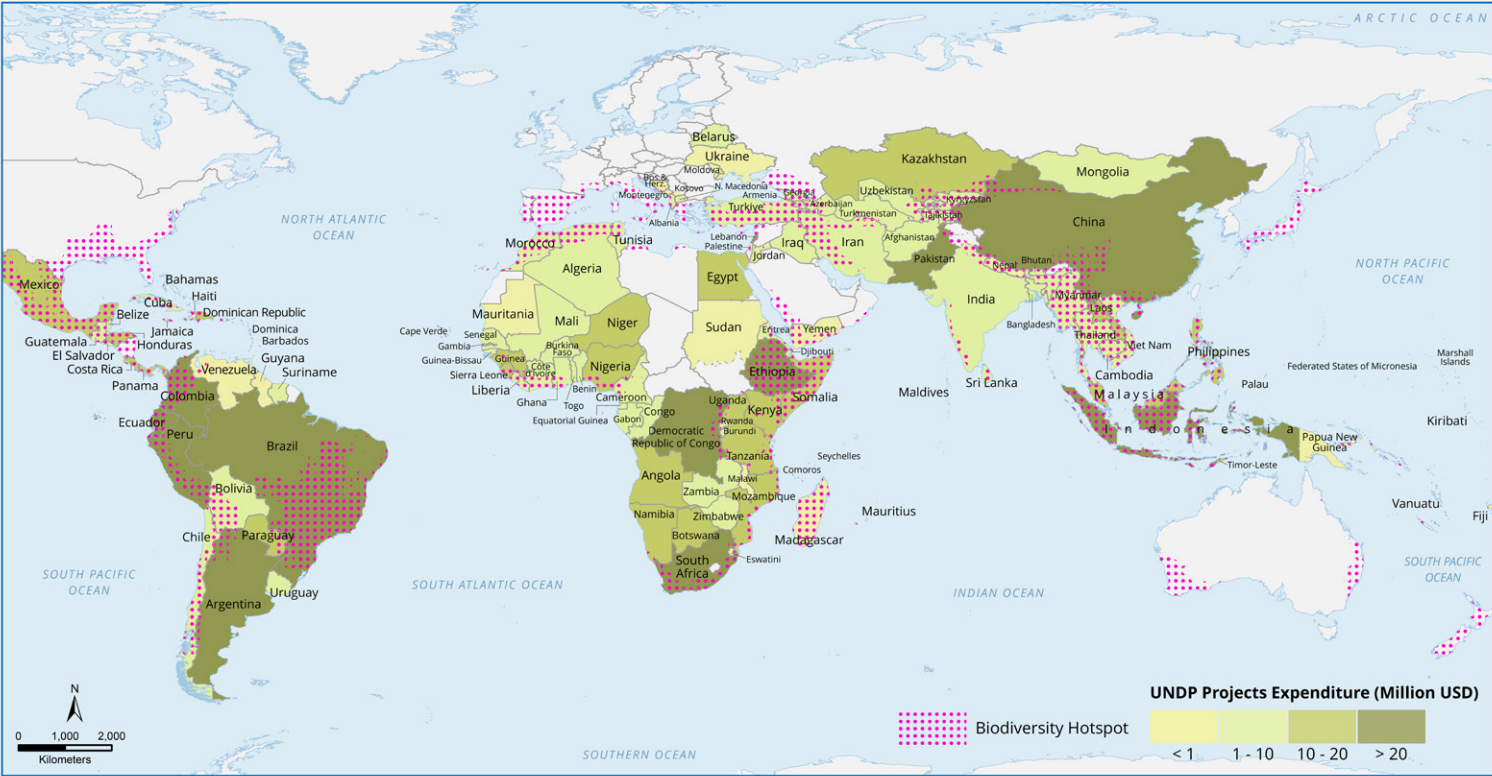 ARCTIC OCEAN
NORTH ATLANTIC
OCEAN
NORTH PACIFIC
OCEAN
SOUTH PACIFIC
OCEAN
SOUTH ATLANTIC OCEAN
INDIAN OCEAN
SOUTH PACIFIC
OCEAN
SOUTHERN OCEAN
Mexico
Bahamas
Cuba
Haiti
Belize
Dominican Republic
Jamaica
Dominica
Barbados
Guatemala
Honduras
El Salvador
Costa Rica
Panama
Guyana
Suriname
Venezuela
Colombia
Ecuador
Peru
Brazil
Bolivia
Chile
Paraguay
Uruguay
Argentina
Belarus
Ukraine
Moldova
Bos &
Herz.
Kosovo
Montenegro
N. Macedonia
Albania
Armenia
Georgia
Azerbaijan
Turkiye
Lebanon
Palestine
Jordan
Iraq
Iran
Kazakhstan
Uzbekistan
Kyrgyzstan
Turkmenistan
Tajikistan
Afghanistan
Pakistan
Mongolia
China
Nepal
Bhutan
India
Bangladesh
Myanmar
Laos
Thailand
Viet Nam
Cambodia
Philippines
Malaysia
Indonesia
Sri Lanka
Maldives
Timor-Leste
Papua New
Guinea
Palau
Federated States of Micronesia
Marshall
Islands
Kiribati
Vanuatu
Fiji
Morocco
Tunisia
Algeria
Egypt
Mauritania
Mali
Niger
Sudan
Eritrea
Yemen
Djibouti
Cape Verde
Senegal
Gambia
Guinea-Bissau
Guinea
Sierra Leone
Liberia
Burkina
Faso
Côte
d'Ivoire
Ghana
Togo
Benin
Nigeria
Cameroon
Equatorial Guinea
Gabon
Congo
Democratic
Republic of Congo
Ethiopia
Somalia
Uganda
Kenya
Rwanda
Burundi
Tanzania
Seychelles
Comoros
Angola
Zambia
Malawi
Mozambique
Zimbabwe
Namibia
Botswana
Madagascar
Mauritius
Eswatini
South
Africa
N
0 1,000 2,000
Kilometers
Biodiversity Hotspot
UNDP Projects Expenditure (Million USD)
< 1 1 - 10 10 - 20 > 20